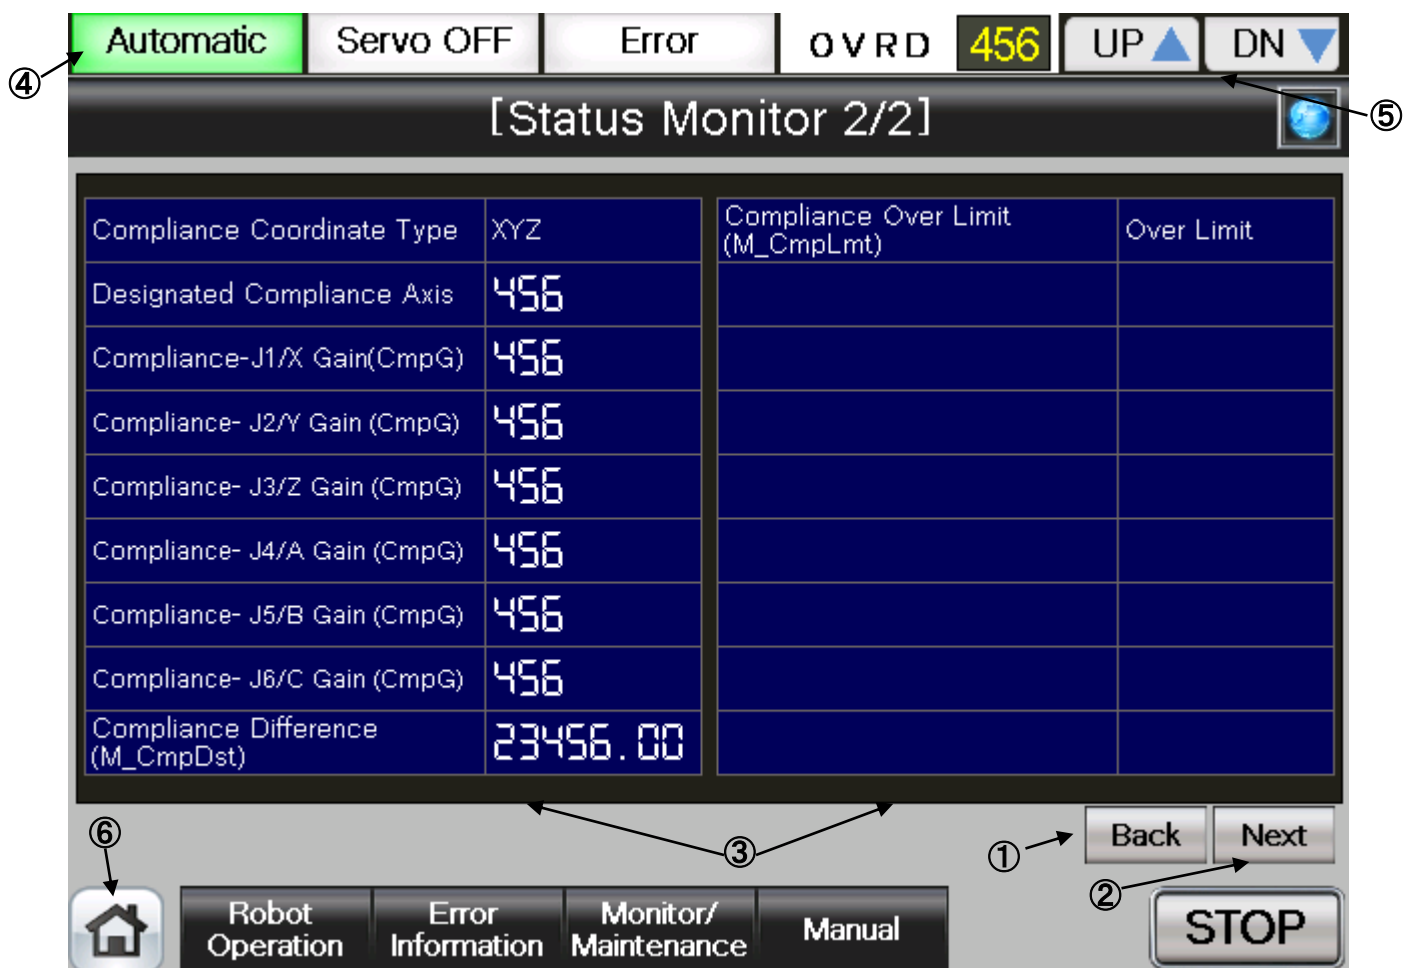 Automatic Servo OFF Error OVRD 456 UP DN
④
[Status Monitor 2/2]
⑤
Compliance Coordinate Type XYZ
Compliance Over Limit
(M_CmpLmt) Over Limit
Designated Compliance Axis 456
Compliance-J1/X Gain(CmpG) 456
Compliance- J2/Y Gain (CmpG) 456
Compliance- J3/Z Gain (CmpG) 456
Compliance- J4/A Gain (CmpG) 456
Compliance- J5/B Gain (CmpG) 456
Compliance- J6/C Gain (CmpG) 456
Compliance Difference
(M_CmpDst) 23456.00
⑥
③
①
Back Next
②
Robot
Operation
Error
Information
Monitor/
Maintenance
Manual
STOP